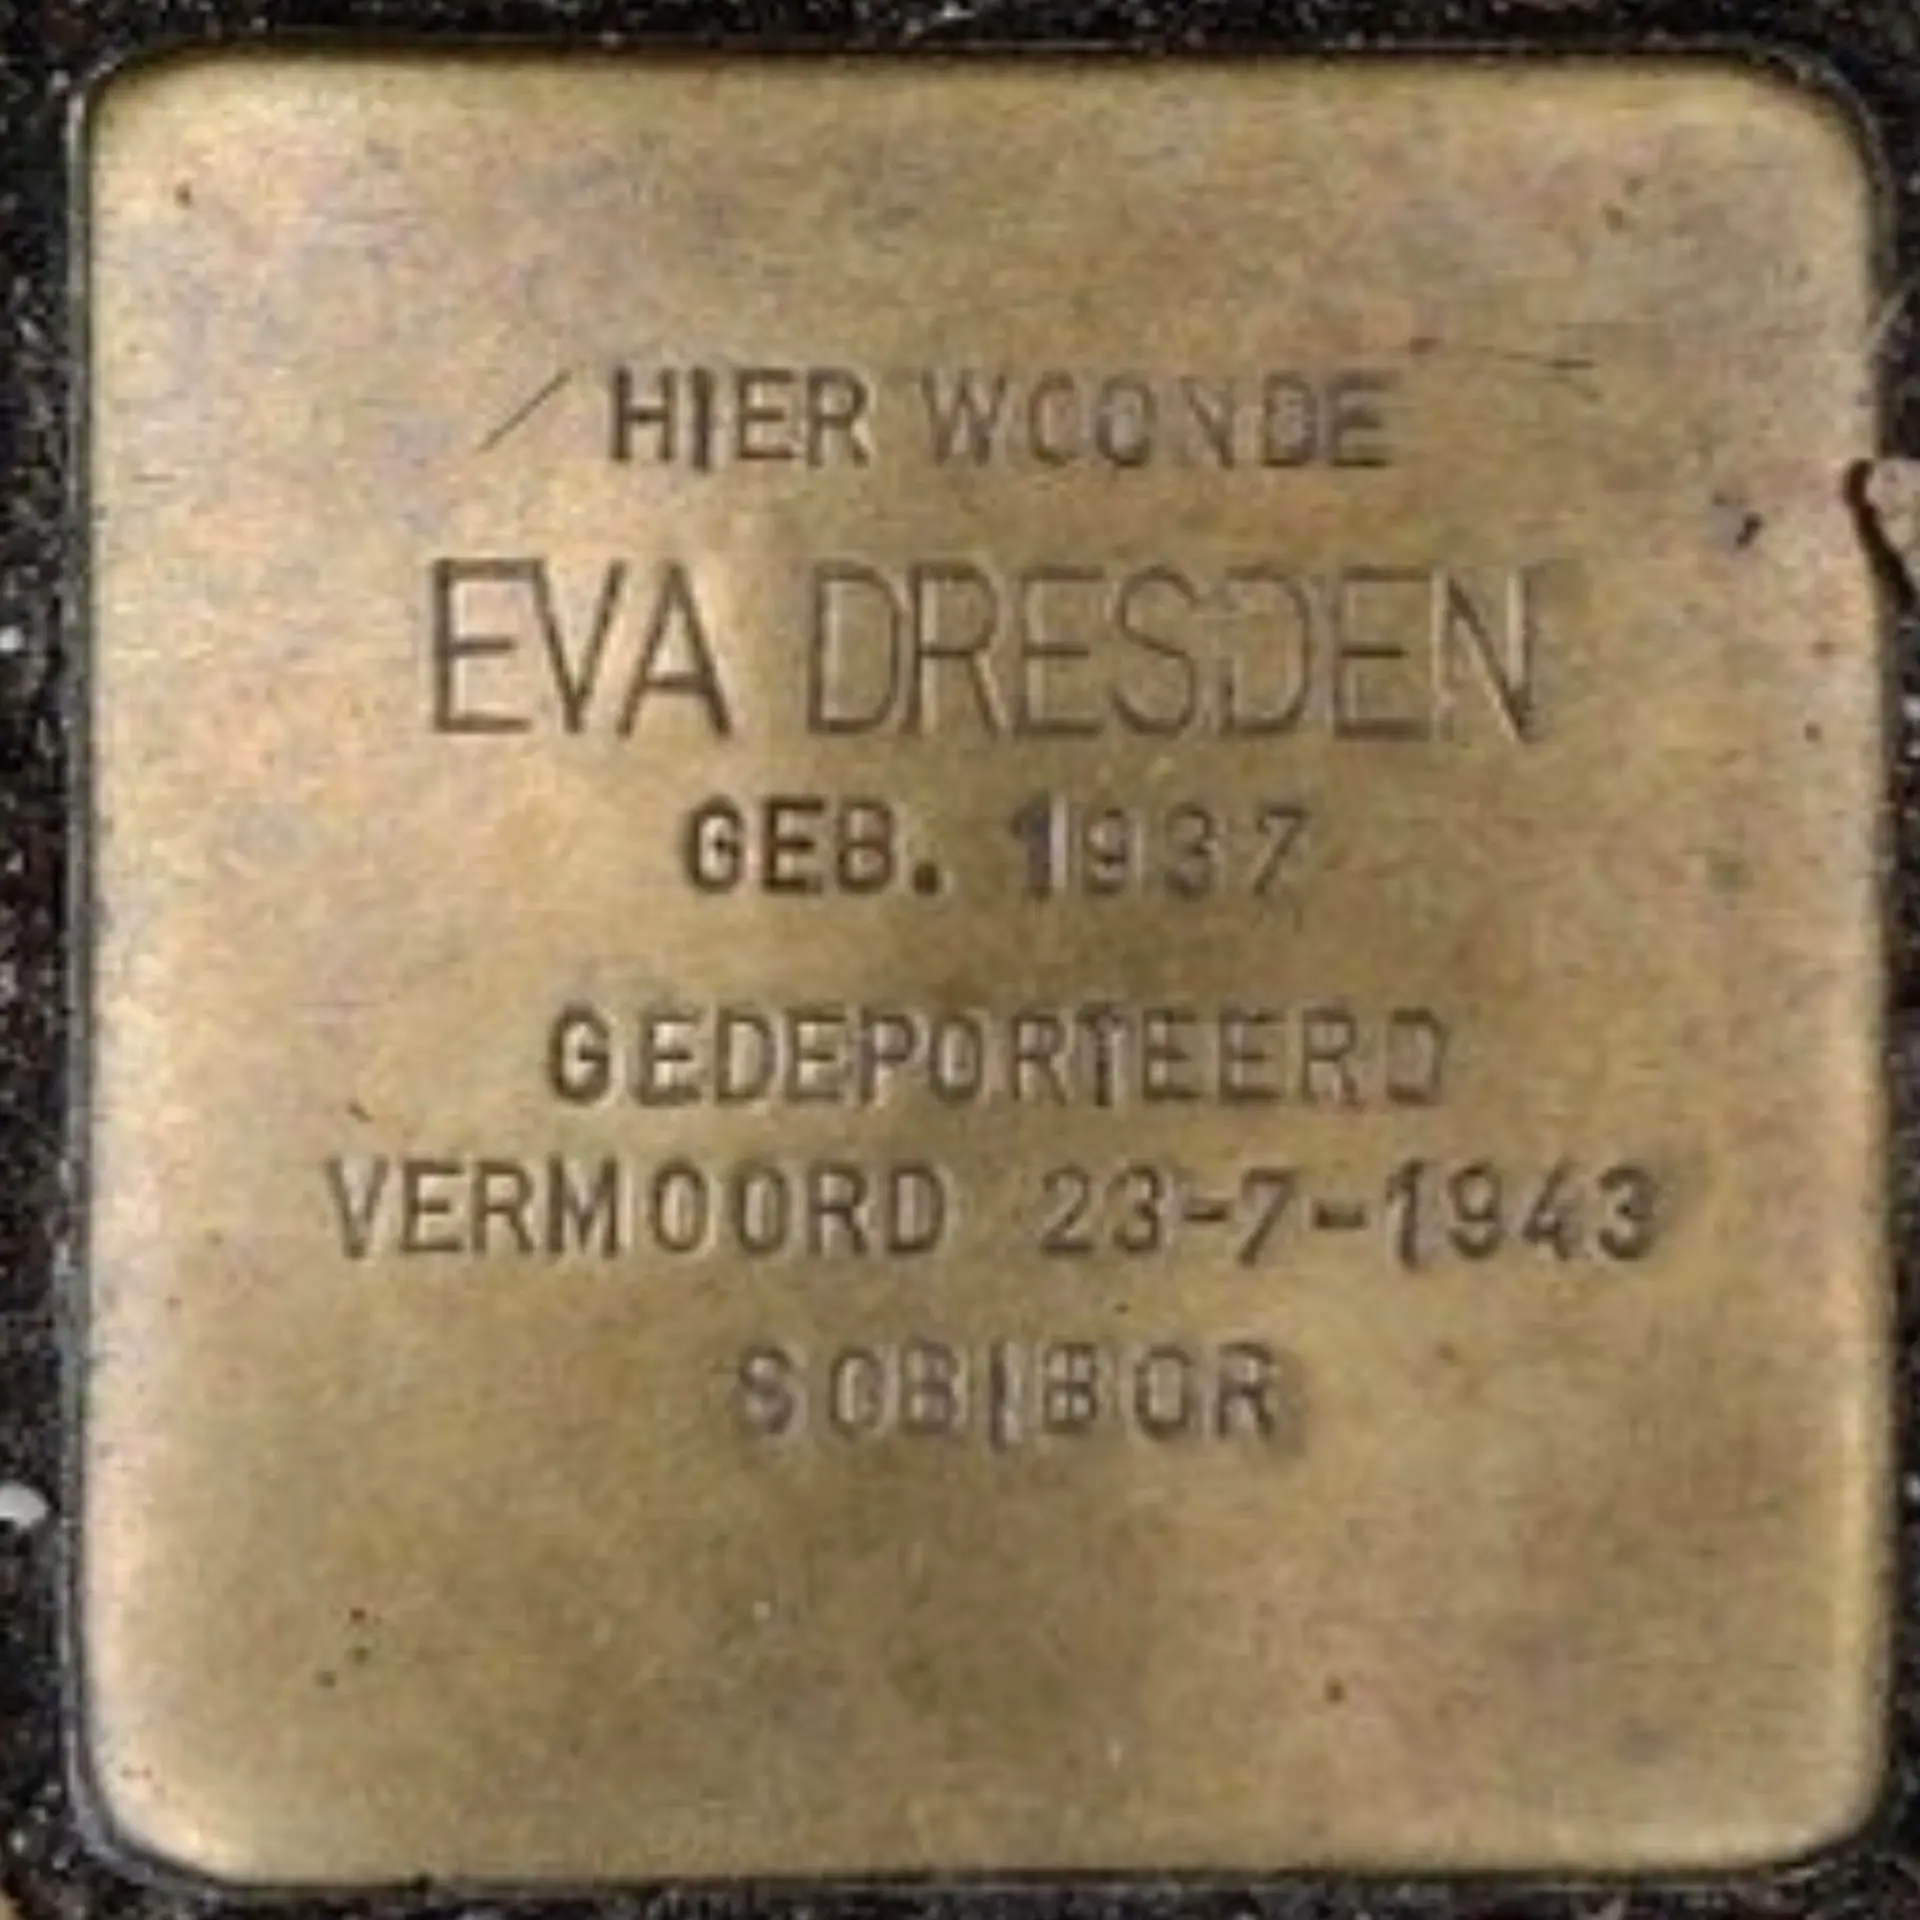 HIER WOONDE
EVA DRESDEN
GEB. 1937
GEDEPORTEERD
VERMOORD 23-7-1943
SOBIBOR